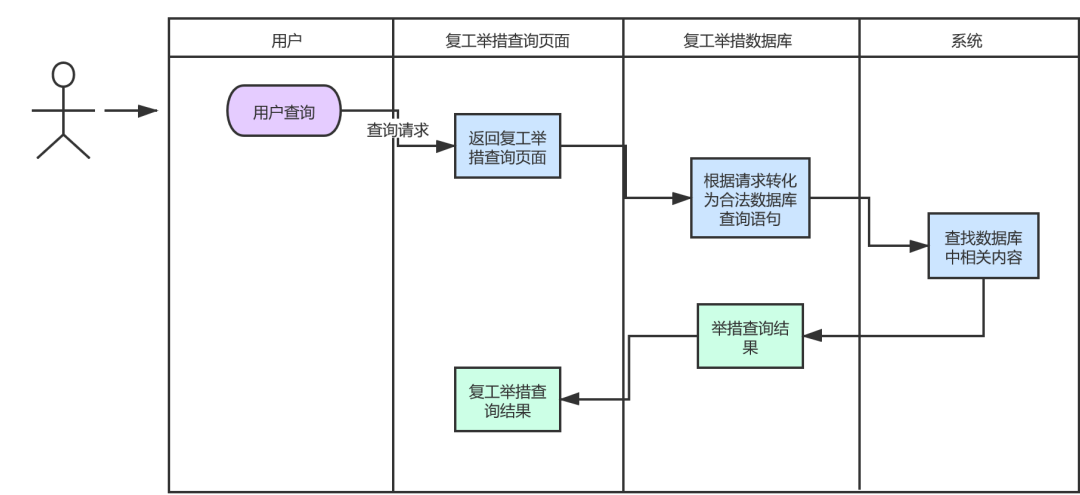 用户
复工举措查询页面
复工举措数据库
系统
用户查询
查询请求
返回复工举
措查询页面
根据请求转化
为合法数据库
查询语句
查找数据库
中相关内容
举措查询结
果
复工举措查
询结果